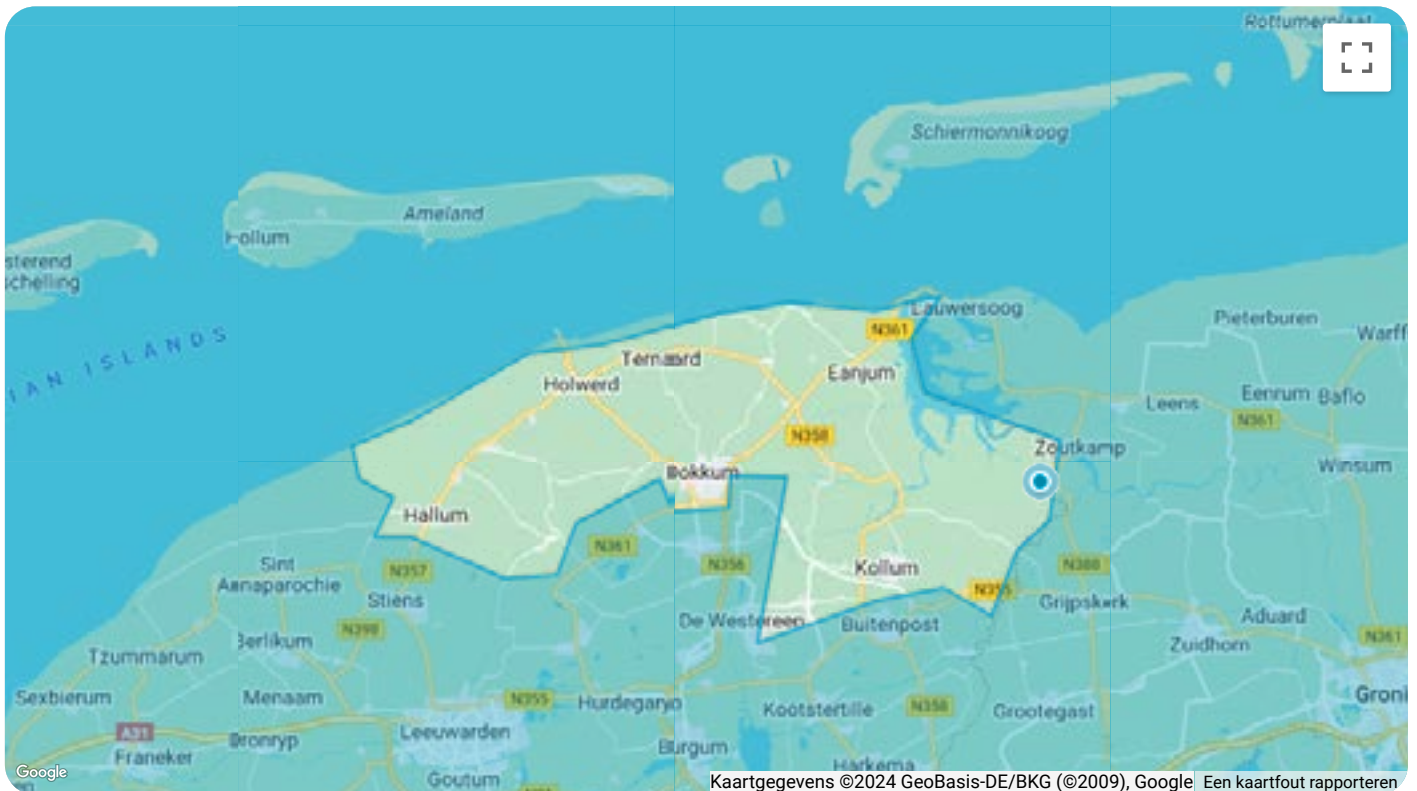 Rottumerplaat
Schiermonnikoog
Ameland
Hollum
sterend
schelling
IAN ISLANDS
Lauwersoog
N361
Pieterburen
Warff
Ternaard
Holwerd
Eanjum
Leens
Eenrum
Baflo
N361
N358
Zoutkamp
Winsum
Dokkum
Hallum
N361
N356
Kollum
N388
Sint
Annaparochie
N357
Stiens
N355
Grijpskerk
De Westereen
Buitenpost
Aduard
N398
Berlikum
Zuidhorn
N361
Tzummarum
Sexbierum
Menaam
N355
Hurdegaryp
Kootstertille
N358
Grootegast
Groni
A31
Franeker
Dronryp
Leeuwarden
Burgum
Harkema
Goutum
Google
Kaartgegevens ©2024 GeoBasis-DE/BKG (©2009), Google
Een kaartfout rapporteren